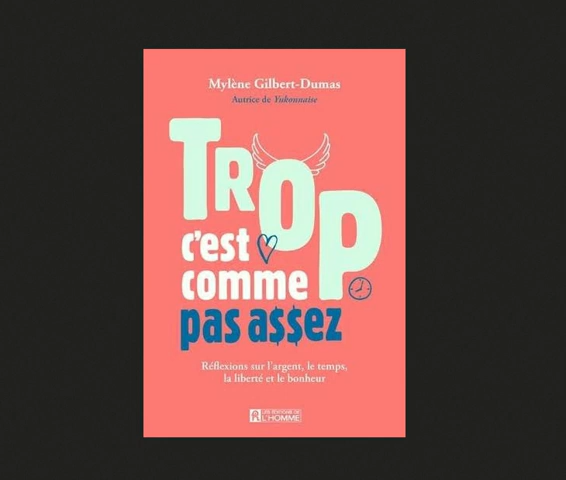 Mylène Gilbert-Dumas
Autrice de Yukonnaise
TROP
c'est
comme
pas a$$ez
Réflexions sur l'argent, le temps,
la liberté et le bonheur
LES ÉDITIONS DE
L'HOMME